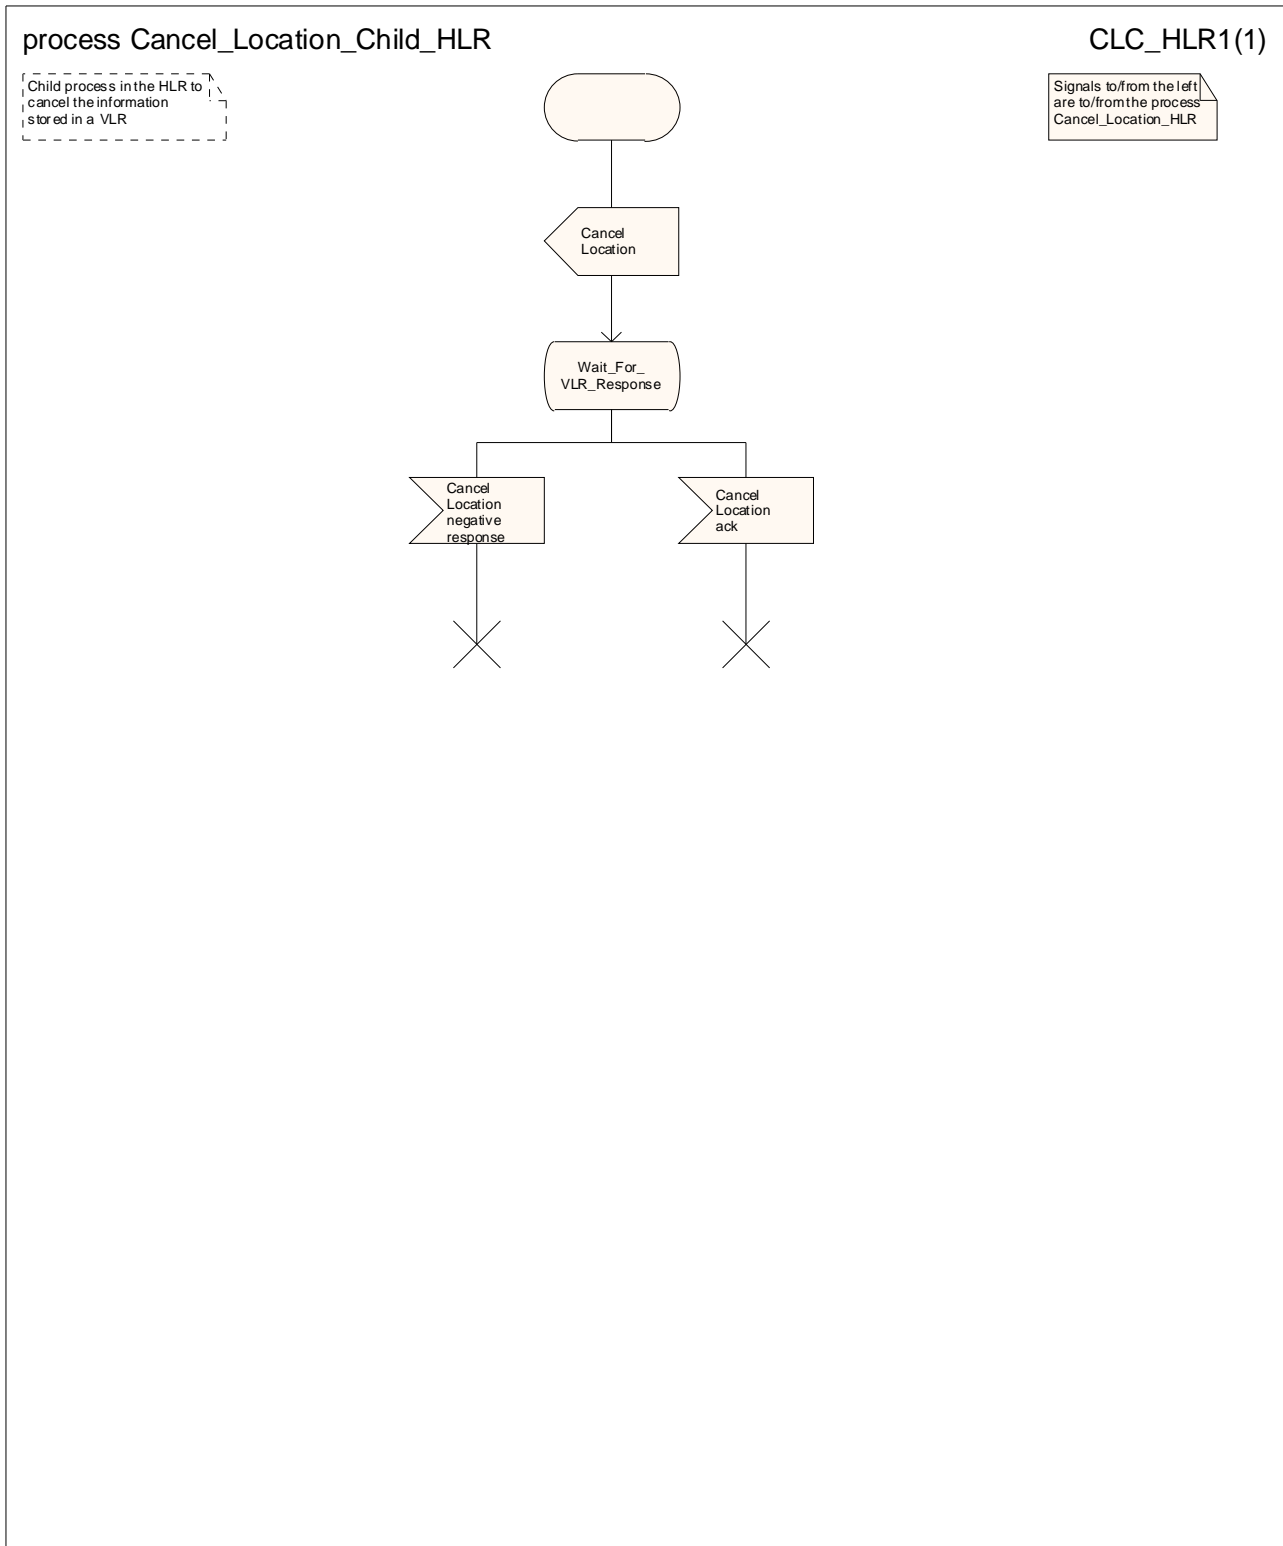 process Cancel_Location_Child_HLR
CLC_HLR1(1)
Child process in the HLR to
cancel the information
stored in a VLR
Signals to/from the left
are to/from the process
Cancel_Location_HLR
Cancel
Location
Wait_For_
VLR_Response
Cancel
Location
negative
response
Cancel
Location
ack